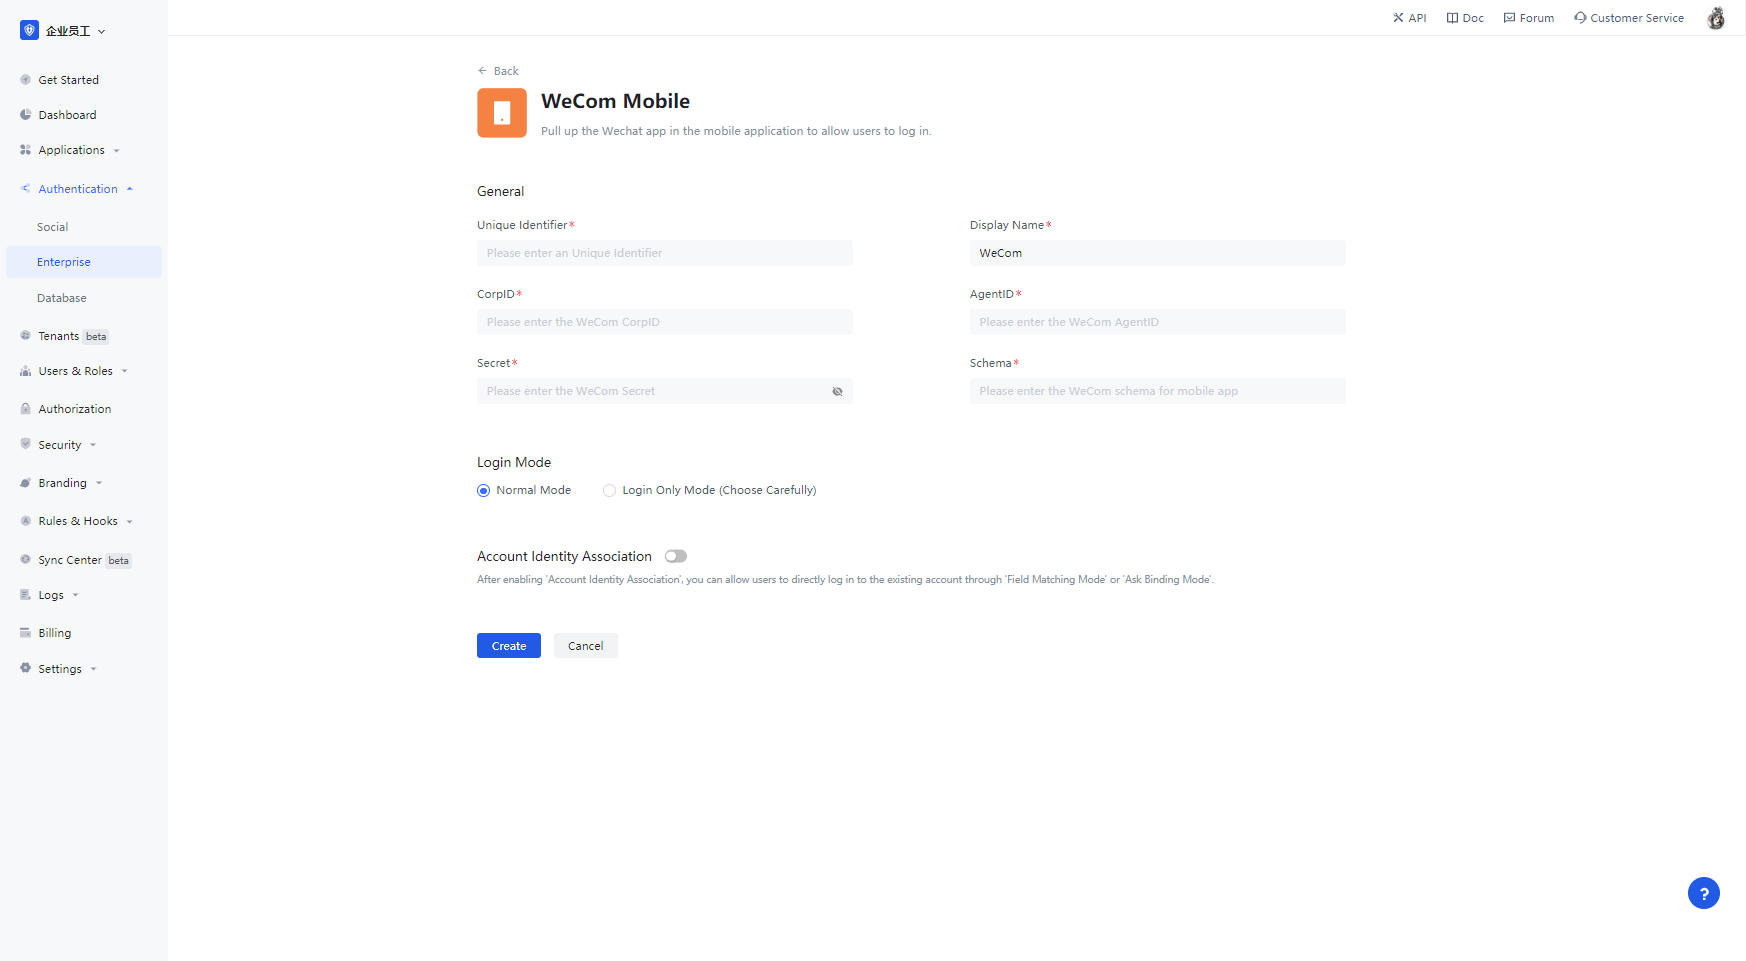 企业员工
API
Doc
Forum
Customer Service
Get Started
Dashboard
Applications
Authentication
Social
Enterprise
Database
Tenants beta
Users & Roles
Authorization
Security
Branding
Rules & Hooks
Sync Center beta
Logs
Billing
Settings
Back
WeCom Mobile
Pull up the Wechat app in the mobile application to allow users to log in.
General
Unique Identifier*
Please enter an Unique Identifier
Display Name*
WeCom
CorpID*
Please enter the WeCom CorpID
AgentID*
Please enter the WeCom AgentID
Secret*
Please enter the WeCom Secret
Schema*
Please enter the WeCom schema for mobile app
Login Mode
Normal Mode
Login Only Mode (Choose Carefully)
Account Identity Association
After enabling 'Account Identity Association', you can allow users to directly log in to the existing account through 'Field Matching Mode' or 'Ask Binding Mode'.
Create
Cancel
?